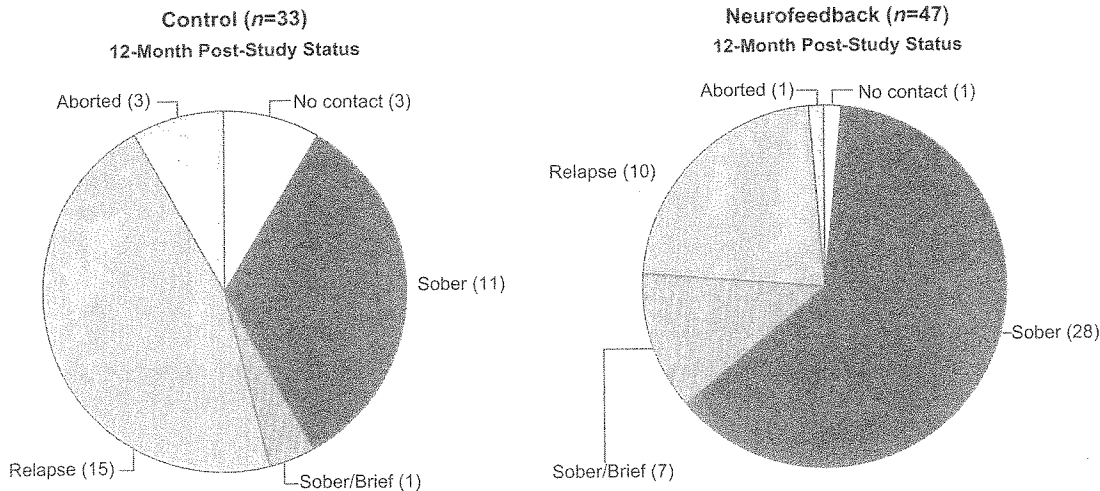 Control (n=33)
12-Month Post-Study Status
Aborted (3)
No contact (3)
Sober (11)
Relapse (15)
Sober/Brief (1)
Neurofeedback (n=47)
12-Month Post-Study Status
Aborted (1)
No contact (1)
Relapse (10)
Sober (28)
Sober/Brief (7)